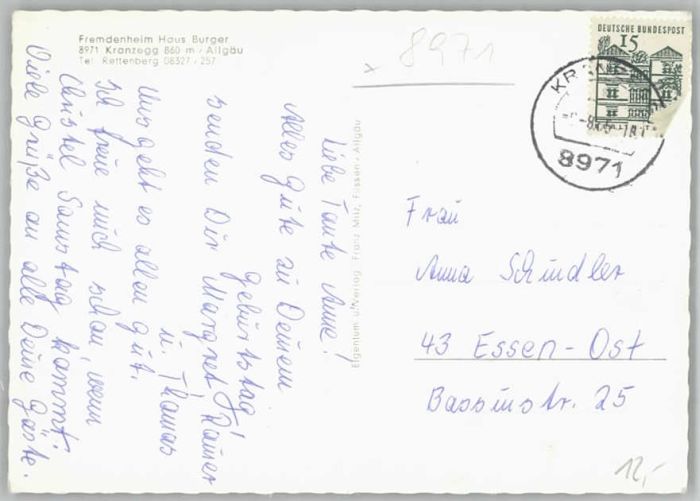 Fremdenheim Haus Burger
8971 Kranzegg 860 m · Allgäu
Tel. Rettenberg 08327/257
8971
DEUTSCHE BUNDESPOST
15
8971
Liebe Tante Anne!
Alles Gute zu Deinem
Geburtstag
senden Dir Margret, Rainer
u. Thomas
Uns geht es allen gut.
Ich freue mich schon, wenn
Christel Samstag kommt.
Viele Grüße an alle Deine Gäste.
Eigentum u. Verlag Franz Milz, Füssen - Allgäu
Frau
Anna Schindler
43 Essen-Ost
Bassinstr. 25
12,-